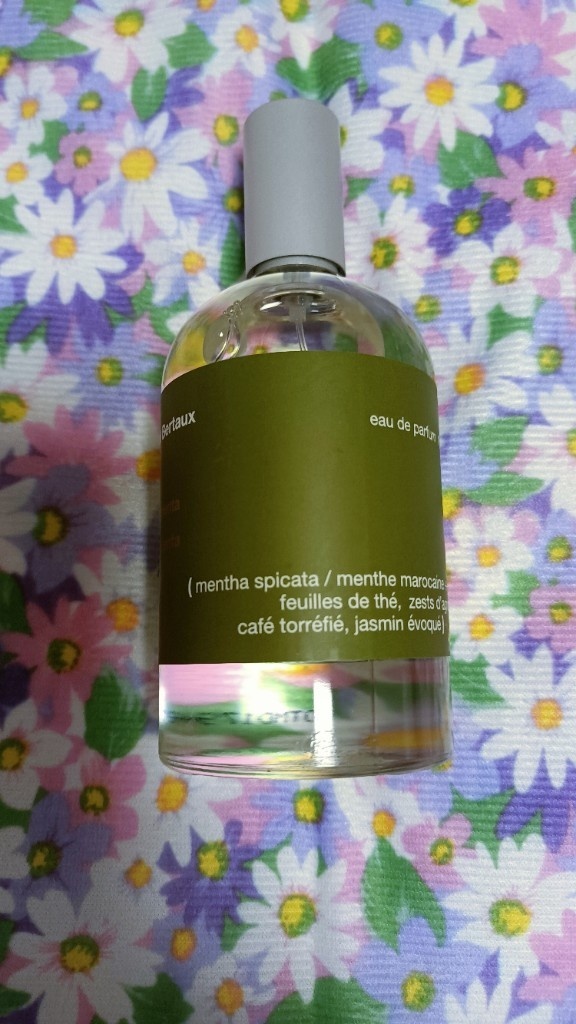 Bertaux
eau de parfum
( mentha spicata / menthe marocaine
feuilles de thé, zests d'a
café torréfié, jasmin évoqué )